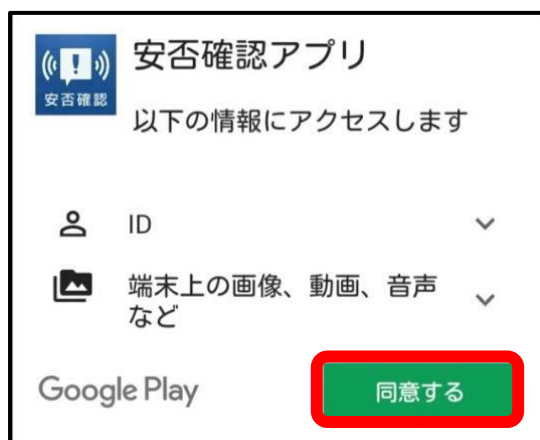 安否確認アプリ
安否確認
以下の情報にアクセスします
ID
端末上の画像、動画、音声
など
Google Play
同意する